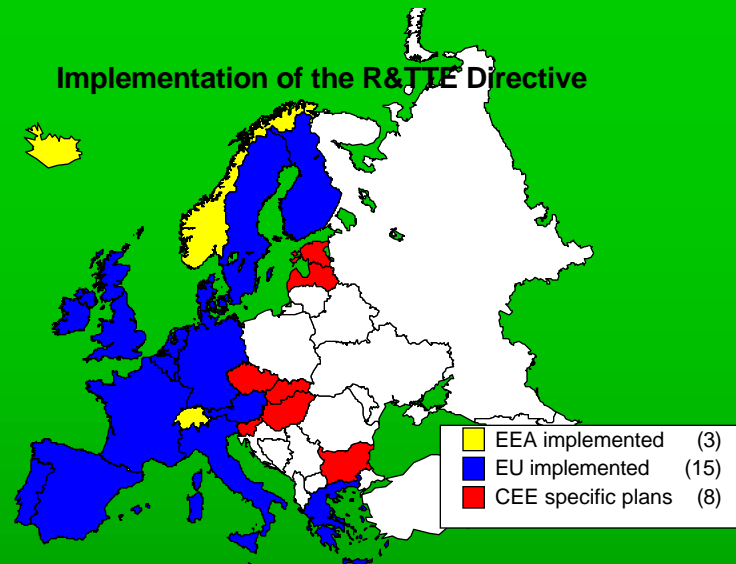 Implementation of the R&TTE Directive
EEA implemented (3)
EU implemented (15)
CEE specific plans (8)